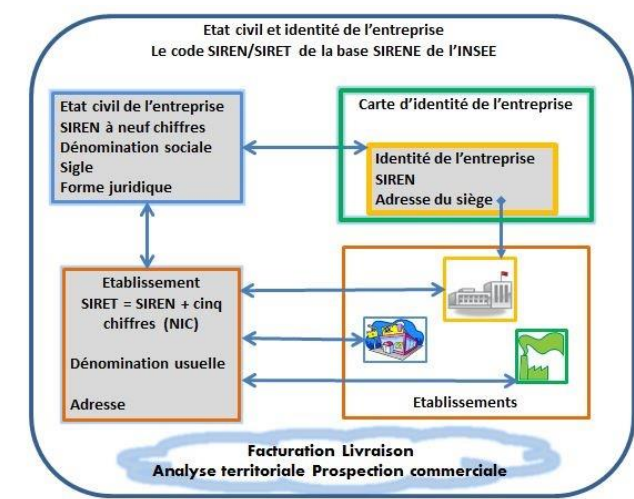 Etat civil et identité de l'entreprise
Le code SIREN/SIRET de la base SIRENE de l'INSEE
Etat civil de l'entreprise
SIREN à neuf chiffres
Dénomination sociale
Sigle
Forme juridique
Carte d'identité de l'entreprise
Identité de l'entreprise
SIREN
Adresse du siège
Etablissement
SIRET = SIREN + cinq
chiffres (NIC)
Dénomination usuelle
Adresse
Etablissements
Facturation Livraison
Analyse territoriale Prospection commerciale